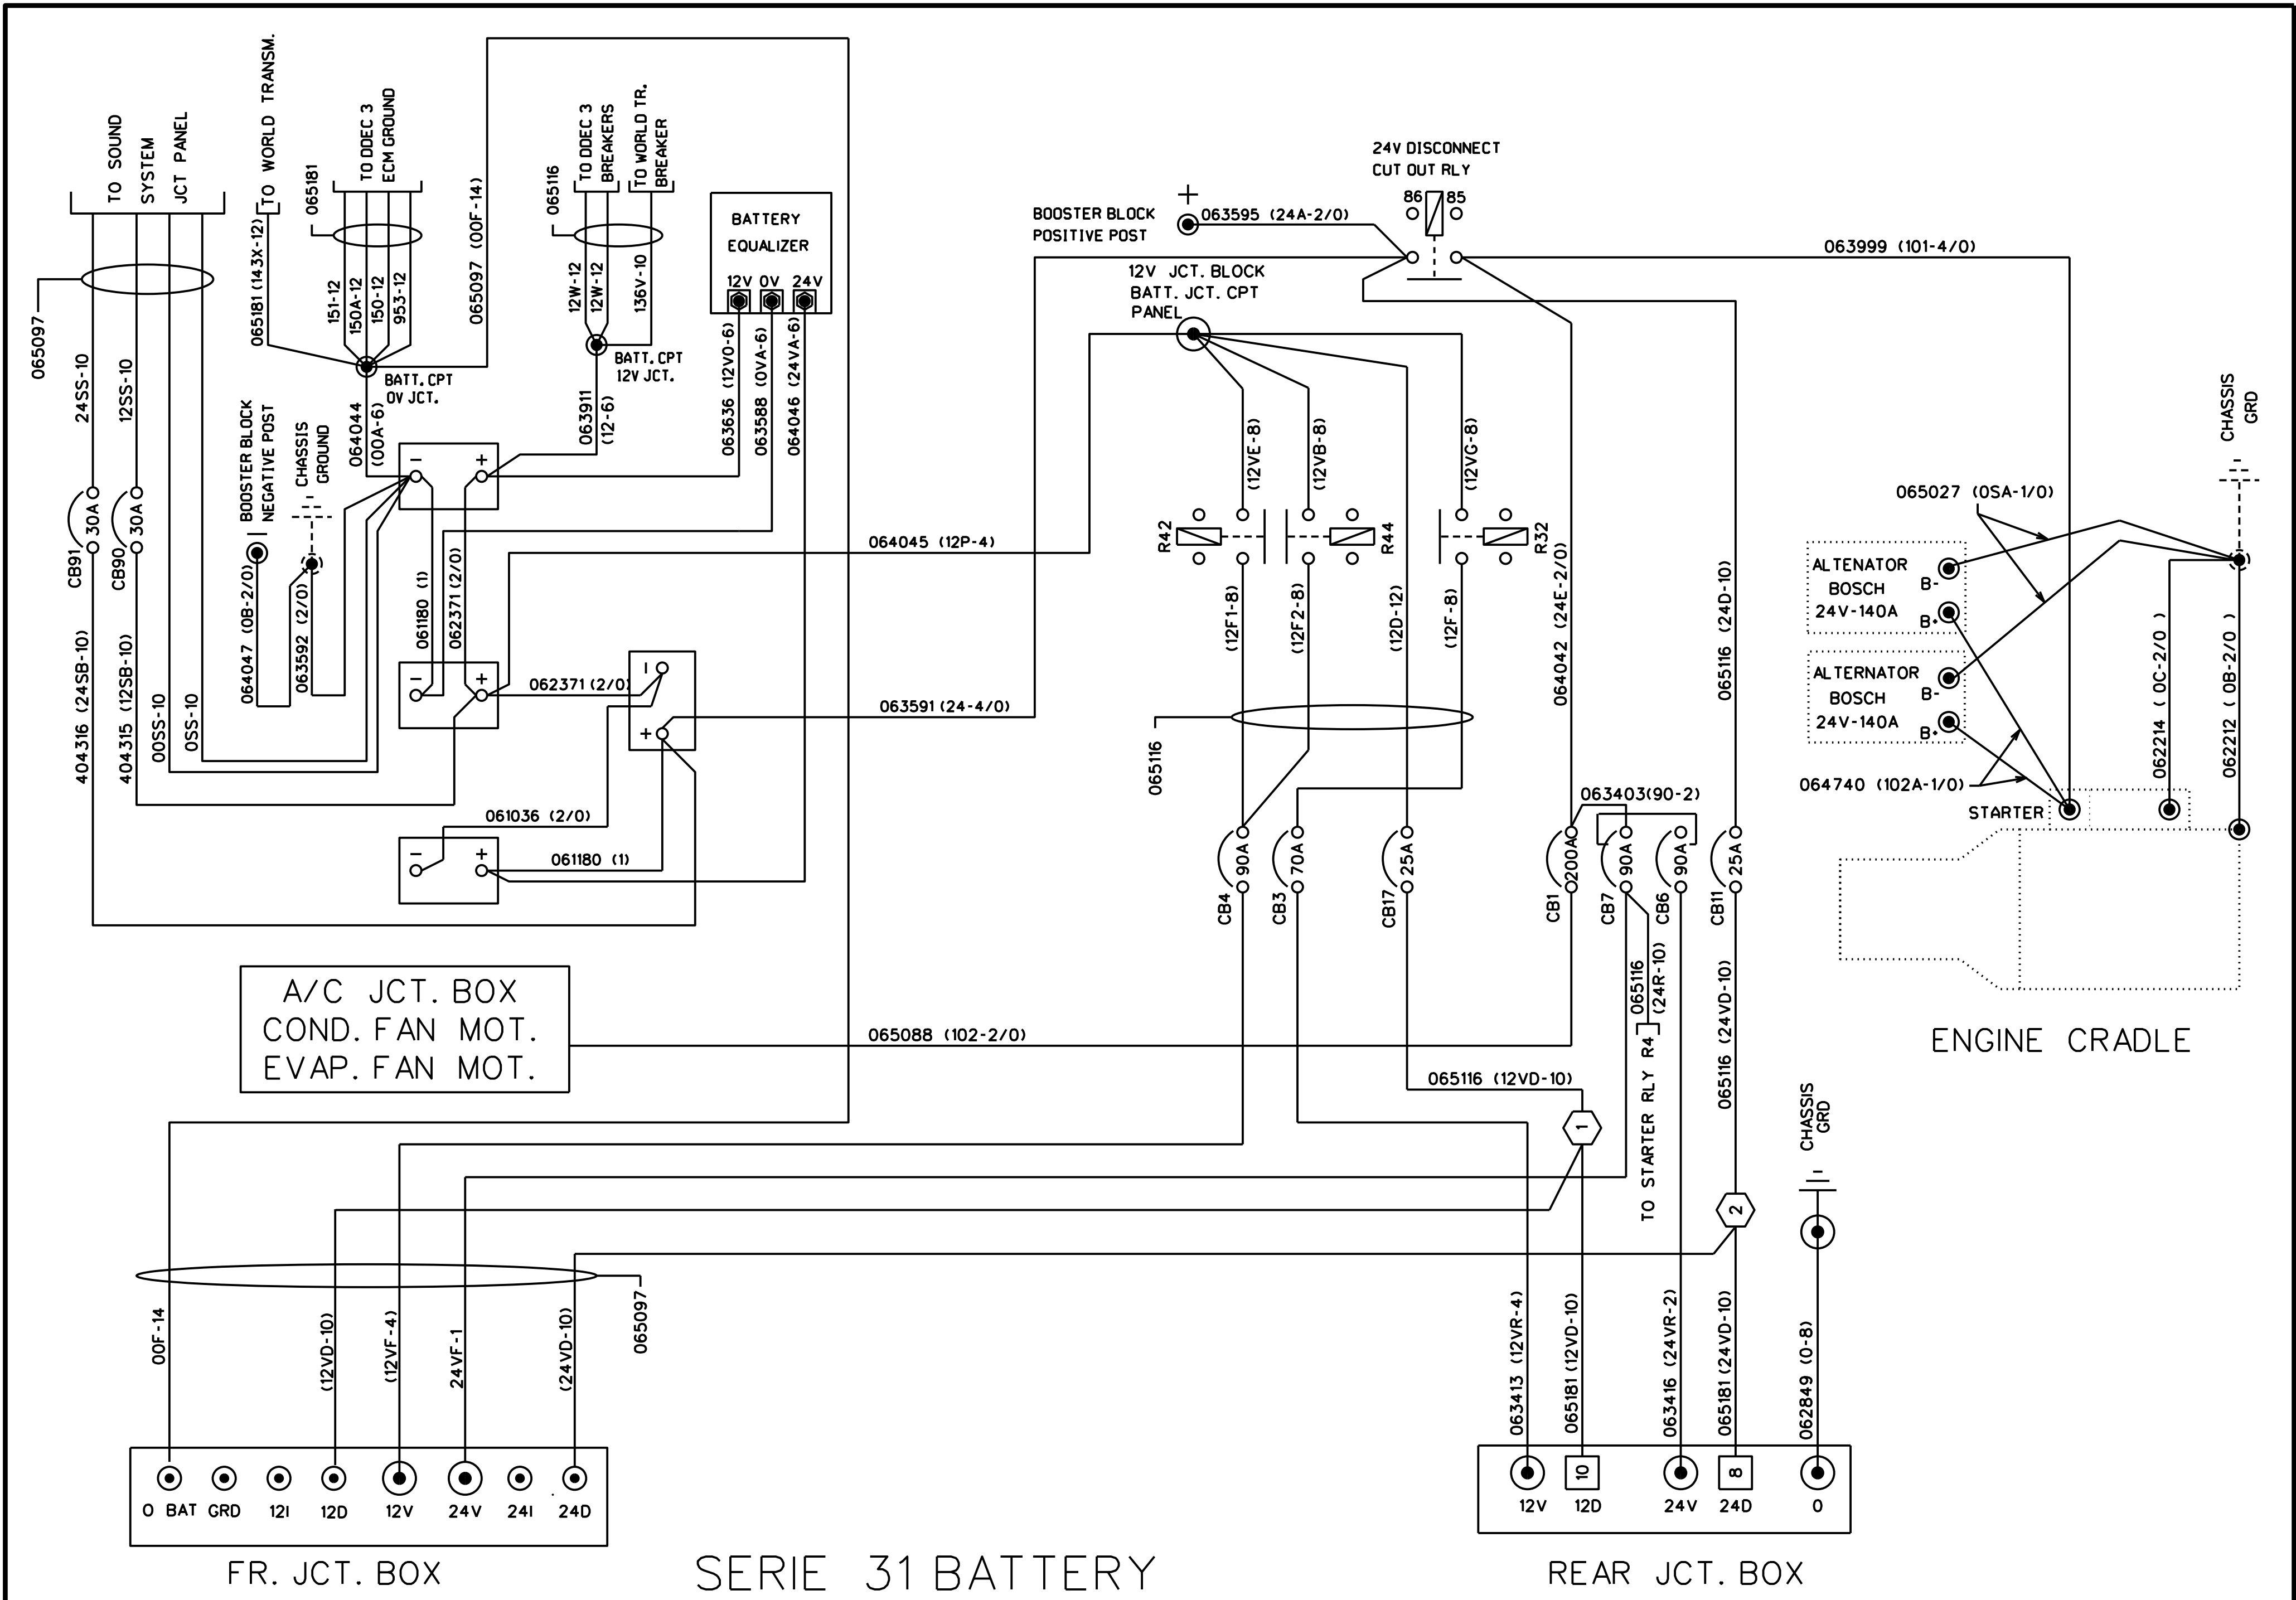 TO SOUND
SYSTEM
JCT PANEL
TO WORLD TRANSM.
065181
TO DDEC 3
ECM GROUND
065097 (00F-14)
065116
TO DDEC 3
BREAKERS
TO WORLD TR.
BREAKER
BATTERY
EQUALIZER
12V 0V 24V
065097
24SS-10
12SS-10
065181 (143X-12)
151-12
150A-12
150-12
953-12
12W-12
12W-12
136V-10
BATT. CPT
0V JCT.
BATT. CPT
12V JCT.
063636 (12VO-6)
063588 (0VA-6)
064046 (24VA-6)
BOOSTER BLOCK
NEGATIVE POST
CHASSIS
GROUND
064044
(00A-6)
063911
(12-6)
- +
CB91
30A
CB90
30A
404316 (24SB-10)
404315 (12SB-10)
00SS-10
0SS-10
064047 (0B-2/0)
063592 (2/0)
061180 (1)
062371 (2/0)
- +
062371 (2/0)
-
+
061036 (2/0)
061180 (1)
- +
064045 (12P-4)
063591 (24-4/0)
A/C JCT. BOX
COND. FAN MOT.
EVAP. FAN MOT.
065088 (102-2/0)
24V DISCONNECT
CUT OUT RLY
86 85
+
BOOSTER BLOCK
POSITIVE POST
063595 (24A-2/0)
12V JCT. BLOCK
BATT. JCT. CPT
PANEL
063999 (101-4/0)
(12VE-8)
(12VB-8)
(12VG-8)
R42
R44
R32
(12F1-8)
(12F2-8)
(12D-12)
(12F-8)
064042 (24E-2/0)
065116 (24D-10)
065116
063403(90-2)
CB4
90A
CB3
70A
CB17
25A
CB1
200A
CB7
90A
CB6
90A
CB11
25A
065116
(24R-10)
TO STARTER RLY R4
065116 (24VD-10)
065116 (12VD-10)
1
2
CHASSIS
GRD
CHASSIS
GRD
065027 (0SA-1/0)
ALTENATOR
BOSCH
24V-140A
B-
B+
ALTERNATOR
BOSCH
24V-140A
B-
B+
064740 (102A-1/0)
STARTER
062214 ( 0C-2/0 )
062212 ( 0B-2/0 )
ENGINE CRADLE
00F-14
(12VD-10)
(12VF-4)
24VF-1
(24VD-10)
065097
0 BAT GRD 12I 12D 12V 24V 24I 24D
FR. JCT. BOX
SERIE 31 BATTERY
063413 (12VR-4)
065181 (12VD-10)
063416 (24VR-2)
065181 (24VD-10)
062849 (0-8)
10
8
12V 12D 24V 24D 0
REAR JCT. BOX